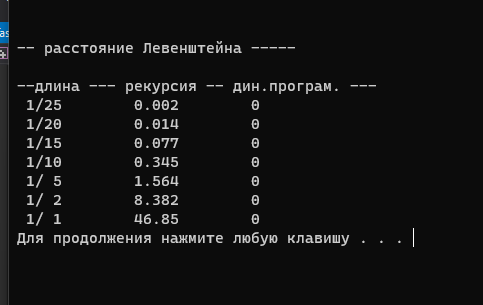 -- расстояние Левенштейна -----
--длина --- рекурсия -- дин.програм. ---
1/25 0.002 0
1/20 0.014 0
1/15 0.077 0
1/10 0.345 0
1/ 5 1.564 0
1/ 2 8.382 0
1/ 1 46.85 0
Для продолжения нажмите любую клавишу . . .